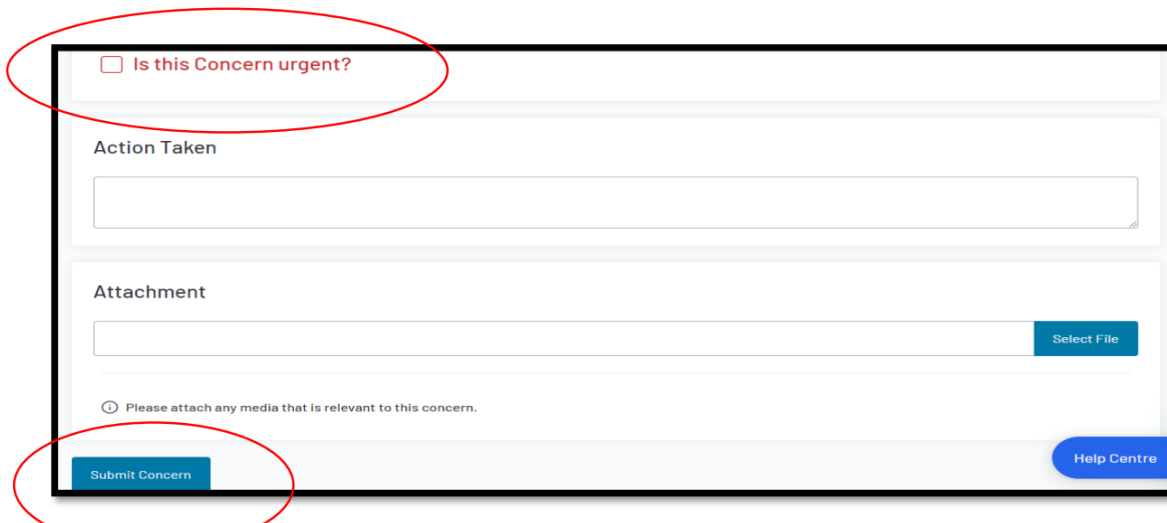 Is this Concern urgent?
Action Taken
Attachment
Select File
Please attach any media that is relevant to this concern.
Submit Concern
Help Centre